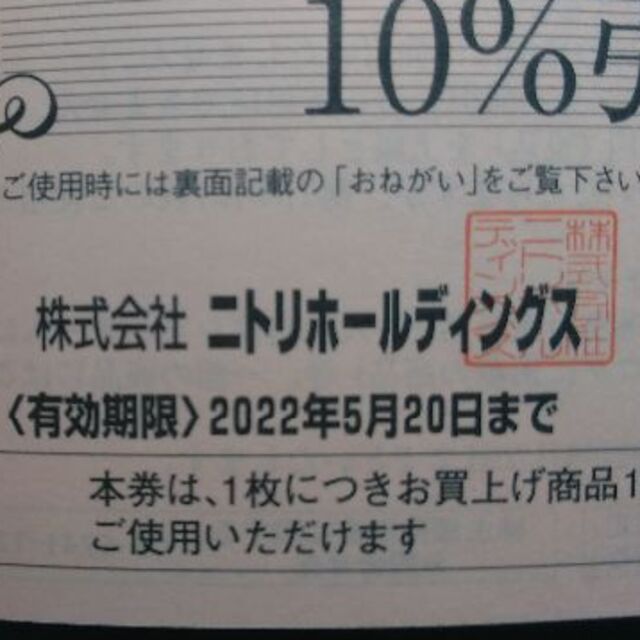 10%引
ご使用時には裏面記載の「おねがい」をご覧下さい
株式会社 ニトリホールディングス
〈有効期限〉2022年5月20日まで
本券は、1枚につきお買上げ商品1
ご使用いただけます